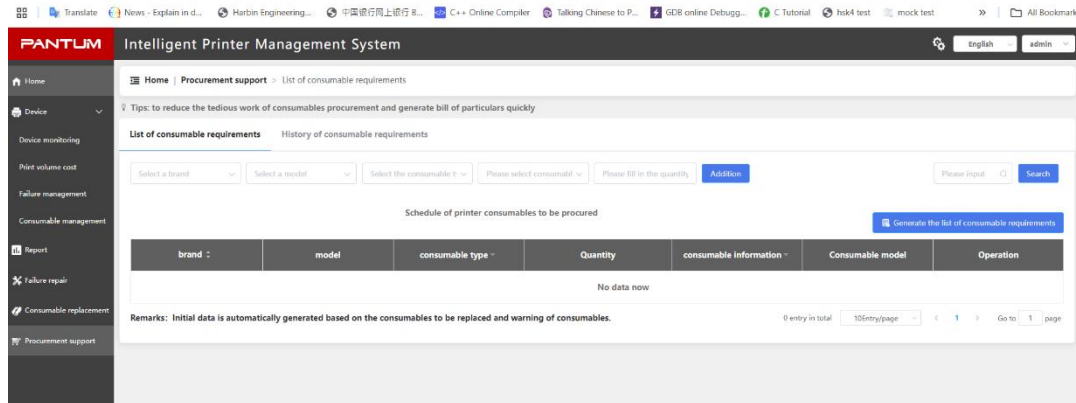 Translate News - Explain in d... Harbin Engineering... 中国银行网上银行 B... C++ Online Compiler Talking Chinese to P... GDB online Debugg... C Tutorial hsk4 test mock test » All Bookmark
PANTUM Intelligent Printer Management System English admin
Home
Home | Procurement support > List of consumable requirements
Device
Tips: to reduce the tedious work of consumables procurement and generate bill of particulars quickly
Device monitoring
List of consumable requirements History of consumable requirements
Print volume cost
Select a brand Select a model Select the consumable t Please select consumabl Please fill in the quantity Addition Please input Search
Failure management
Consumable management
Schedule of printer consumables to be procured
Generate the list of consumable requirements
Report
brand model consumable type Quantity consumable information Consumable model Operation
Failure repair
No data now
Consumable replacement
Remarks: Initial data is automatically generated based on the consumables to be replaced and warning of consumables. 0 entry in total 10Entry/page < 1 > Go to 1 page
Procurement support